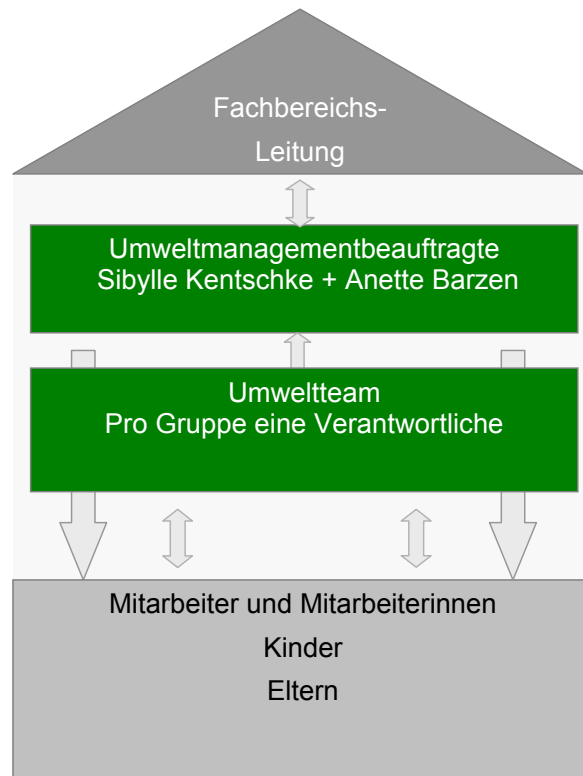 Fachbereichs-
Leitung
Umweltmanagementbeauftragte
Sibylle Kentschke + Anette Barzen
Umweltteam
Pro Gruppe eine Verantwortliche
Mitarbeiter und Mitarbeiterinnen
Kinder
Eltern